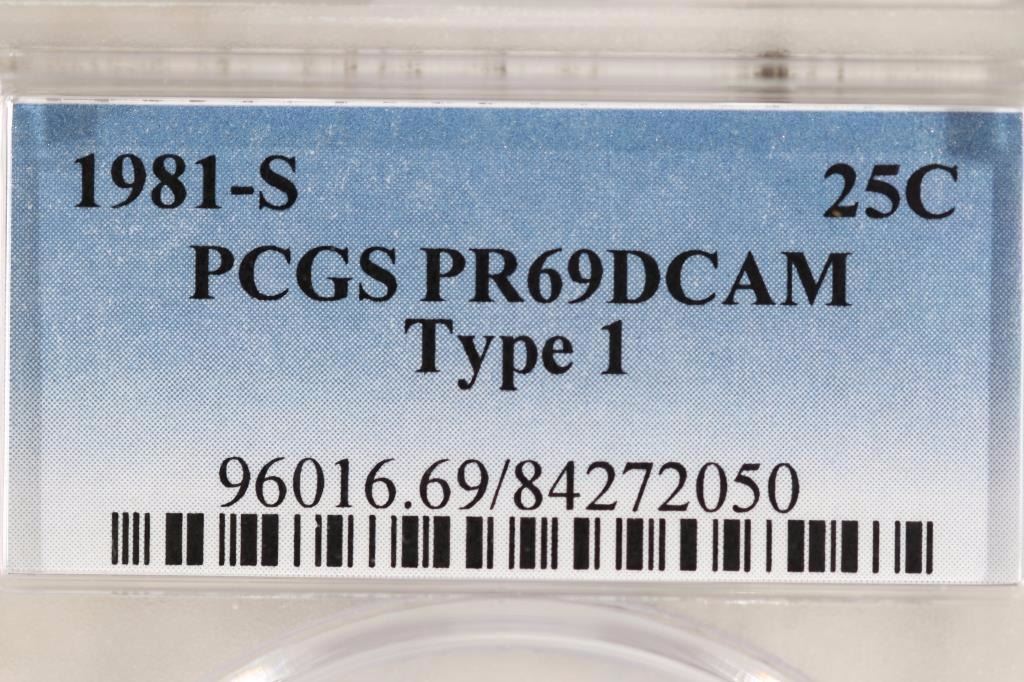 1981-S 25C
PCGS PR69DCAM
Type 1
96016.69/84272050